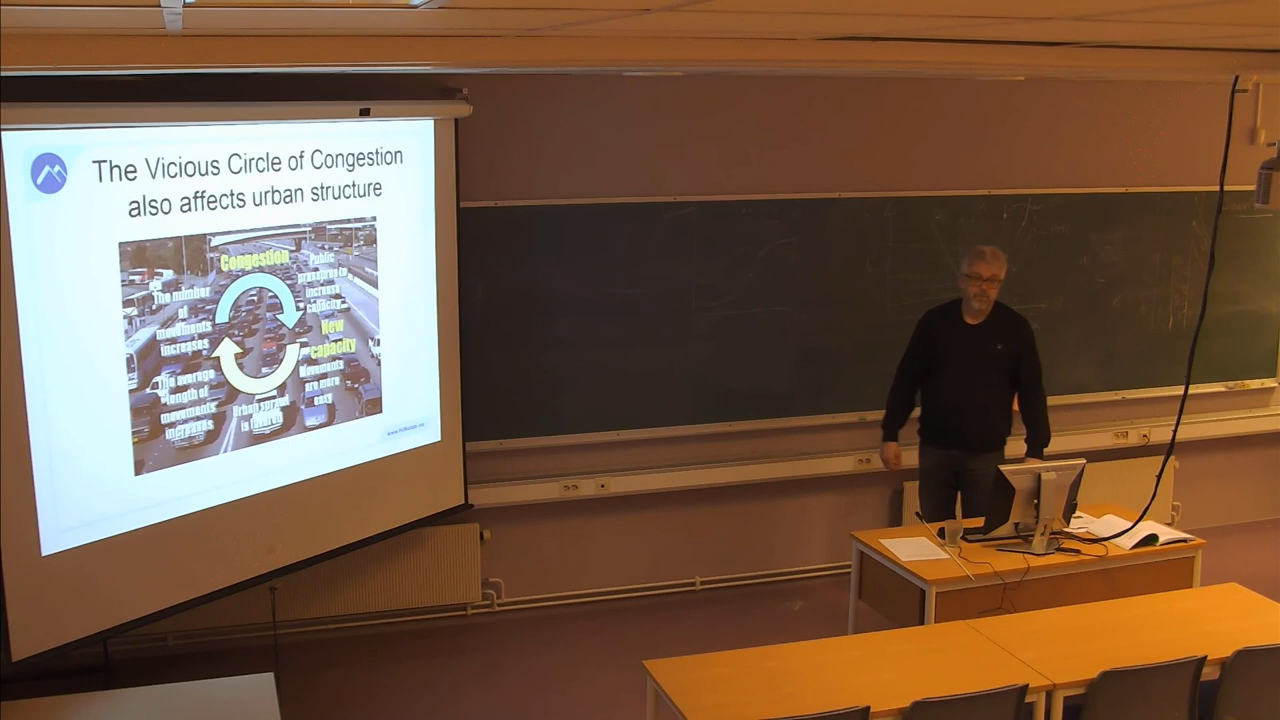 The Vicious Circle of Congestion
also affects urban structure
Congestion
Public
pressures to
increase
capacity
New
capacity
Movements
are more
easy
Urban sprawl
is favored
The average
length of
movements
increases
The number
of
movements
increases